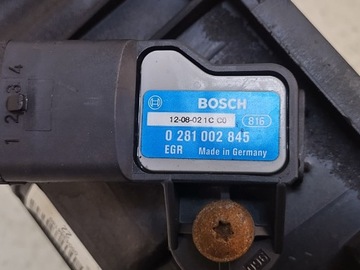 BOSCH
12-08-02 1C C0 816
0 281 002 845
EGR Made in Germany
1 2 3 4